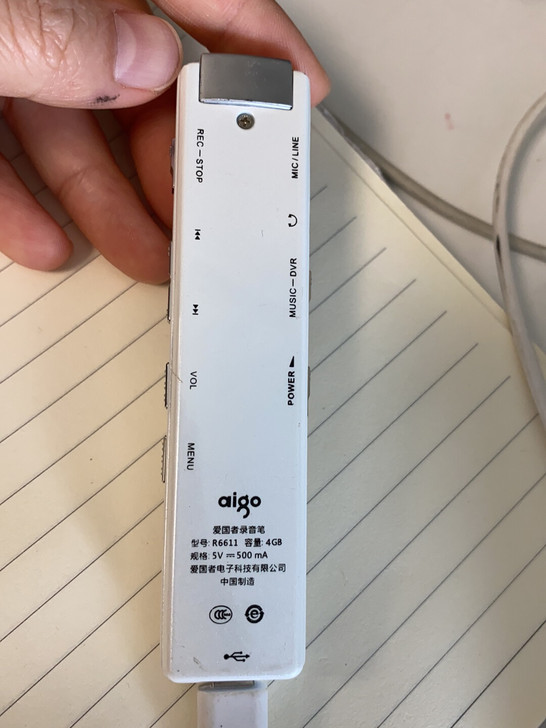 REC — STOP
MIC / LINE
MUSIC — DVR
VOL
POWER
MENU
aigo
爱国者录音笔
型号: R6611 容量: 4GB
规格: 5V ⎓ 500 mA
爱国者电子科技有限公司
中国制造